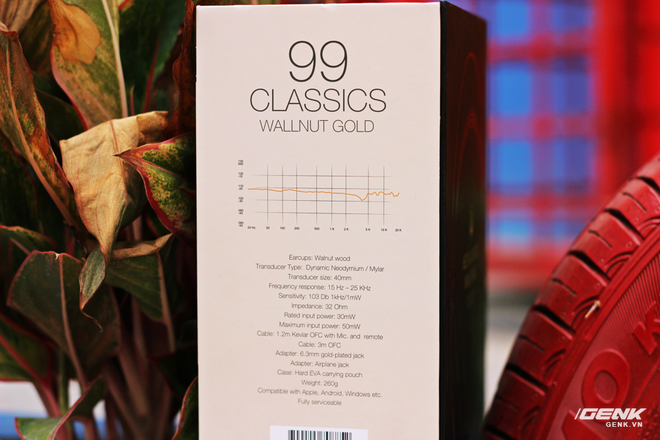 99
CLASSICS
WALLNUT GOLD
Earcups: Walnut wood
Transducer Type: Dynamic Neodymium / Mylar
Transducer size: 40mm
Frequency response: 15 Hz – 25 KHz
Sensitivity: 103 Db 1kHz/1mW
Impedance: 32 Ohm
Rated input power: 30mW
Maximum input power: 50mW
Cable: 1.2m Kevlar OFC with Mic. and remote
Cable: 3m OFC
Adapter: 6.3mm gold-plated jack
Adapter: Airplane jack
Case: Hard EVA carrying pouch
Weight: 260g
Compatible with Apple, Android, Windows etc.
Fully serviceable
GENK
GENK.VN